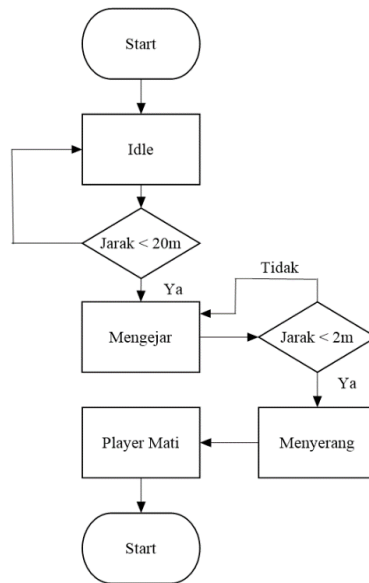 Start
Idle
Jarak < 20m
Ya
Tidak
Mengejar
Jarak < 2m
Ya
Player Mati
Menyerang
Start